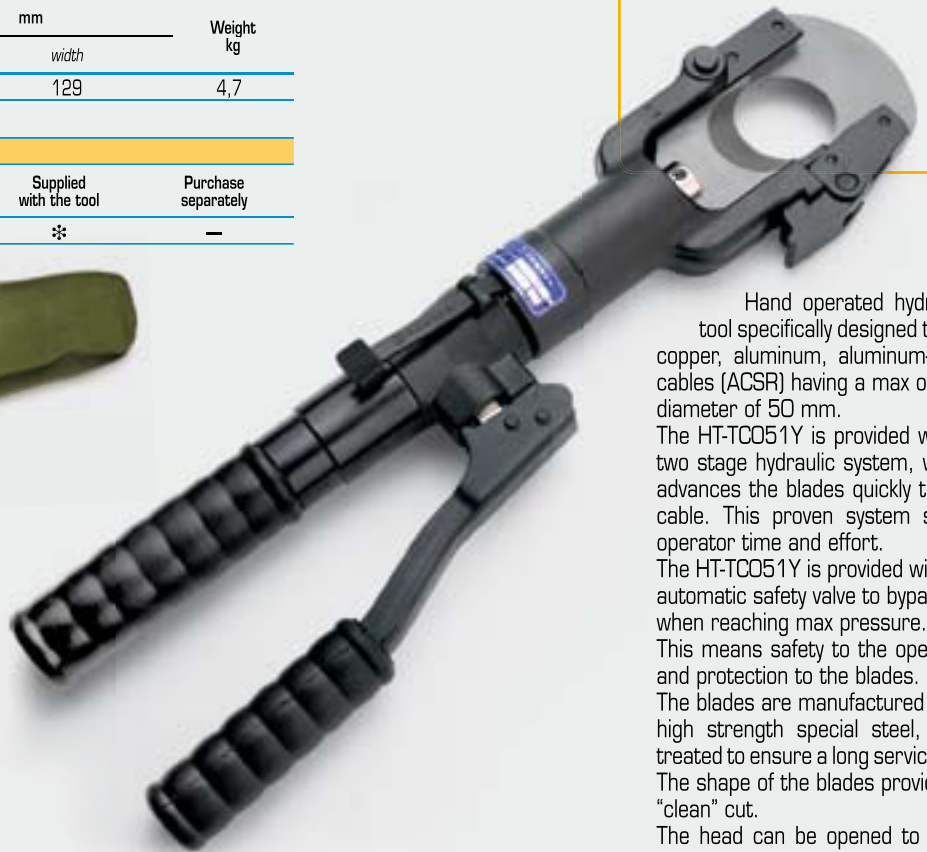 mm
Weight
kg
width
129
4,7
Supplied
with the tool
Purchase
separately
✻
–
Hand operated hydr
tool specifically designed t
copper, aluminum, aluminum-
cables (ACSR) having a max o
diameter of 50 mm.
The HT-TC051Y is provided w
two stage hydraulic system, w
advances the blades quickly t
cable. This proven system s
operator time and effort.
The HT-TC051Y is provided wi
automatic safety valve to bypa
when reaching max pressure.
This means safety to the ope
and protection to the blades.
The blades are manufactured
high strength special steel,
treated to ensure a long servic
The shape of the blades provid
“clean” cut.
The head can be opened to